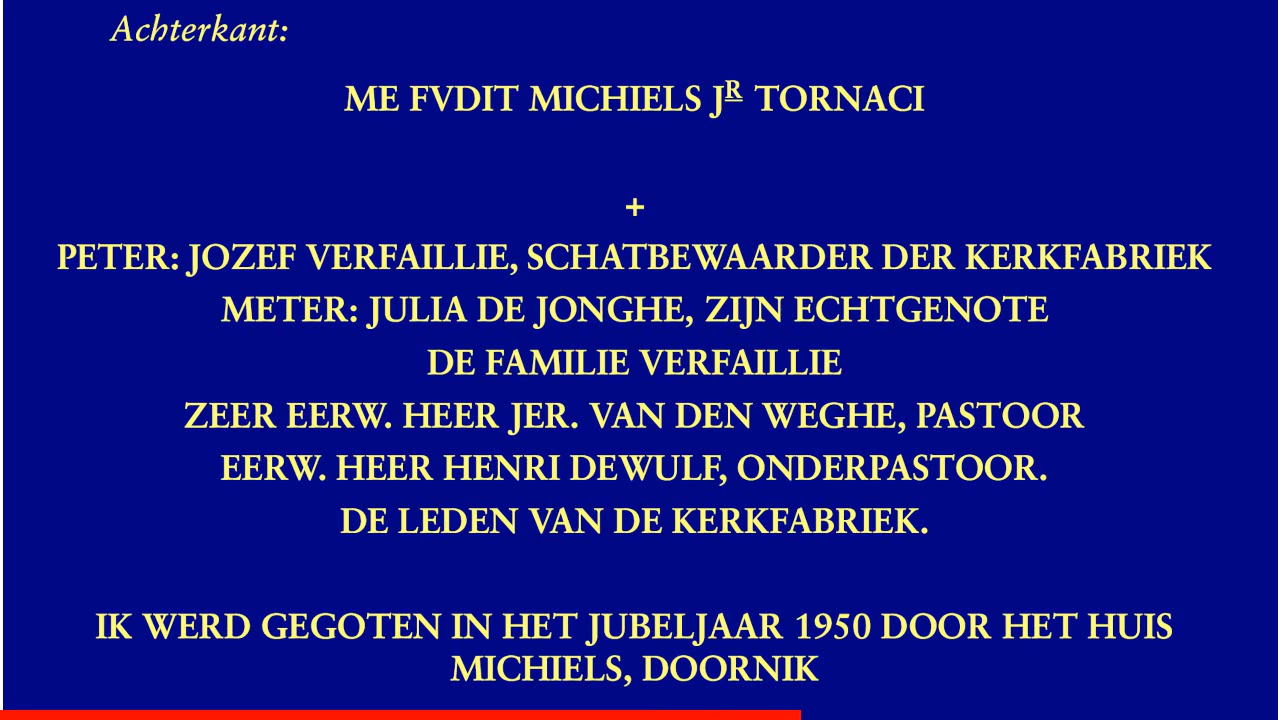 Achterkant:
ME FVDIT MICHIELS Jᴿ TORNACI
+
PETER: JOZEF VERFAILLIE, SCHATBEWAARDER DER KERKFABRIEK
METER: JULIA DE JONGHE, ZIJN ECHTGENOTE
DE FAMILIE VERFAILLIE
ZEER EERW. HEER JER. VAN DEN WEGHE, PASTOOR
EERW. HEER HENRI DEWULF, ONDERPASTOOR.
DE LEDEN VAN DE KERKFABRIEK.
IK WERD GEGOTEN IN HET JUBELJAAR 1950 DOOR HET HUIS
MICHIELS, DOORNIK